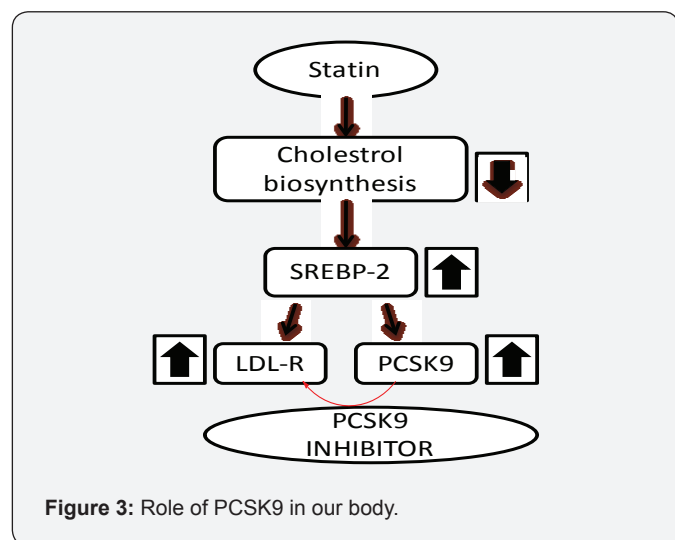 Statin
Cholestrol
biosynthesis
SREBP-2
LDL-R
PCSK9
PCSK9
INHIBITOR
Figure 3: Role of PCSK9 in our body.